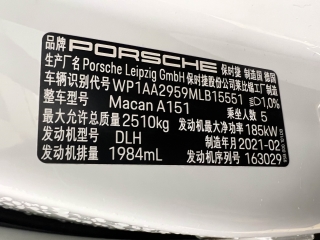 品牌 PORSCHE 保时捷 制造国 德国
生产厂名 Porsche Leipzig GmbH 保时捷股份公司莱比锡工厂制造
车辆识别代号 WP1AA2959MLB15551 1.0%
整车型号 Macan A151 乘坐人数 5
最大允许总质量 2510kg 发动机最大净功率 185kW
发动机型号 DLH 制造年月 2021-02
发动机排量 1984mL 发动机序列号 163029